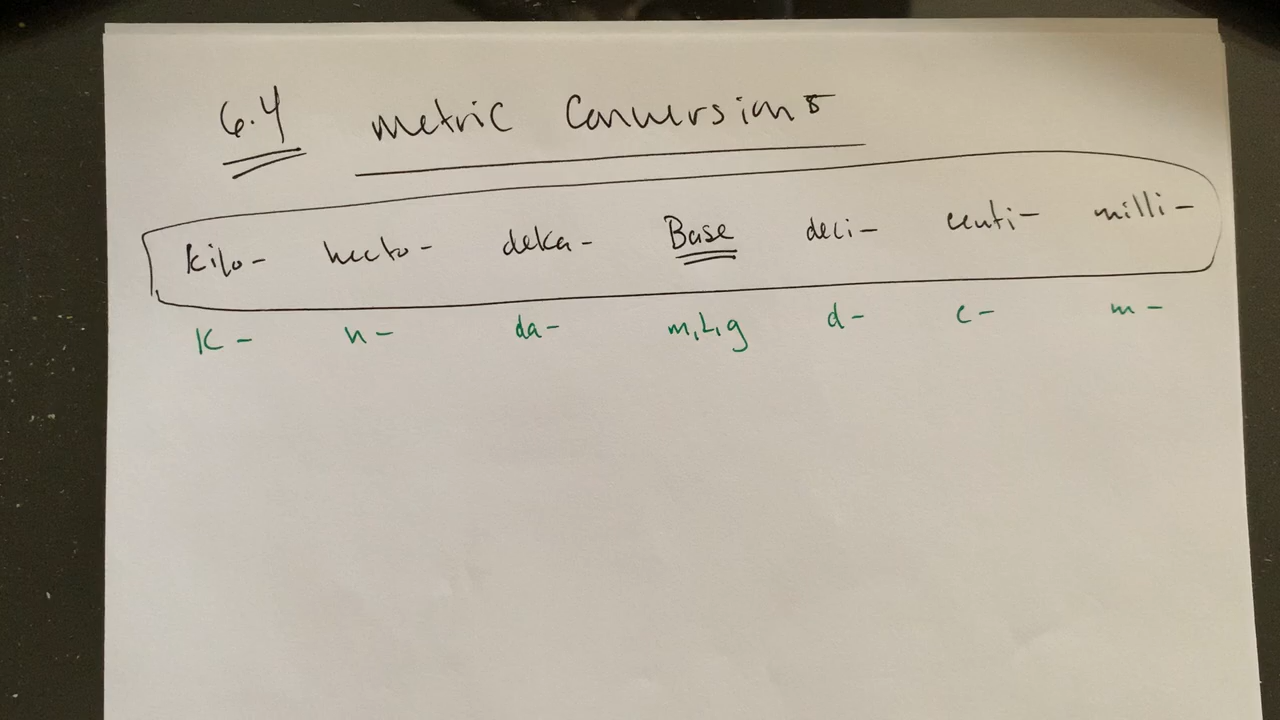 6.4 metric Conversions
kilo- hecto- deka- Base deci- centi- milli-
k- h- da- m, L, g d- c- m-